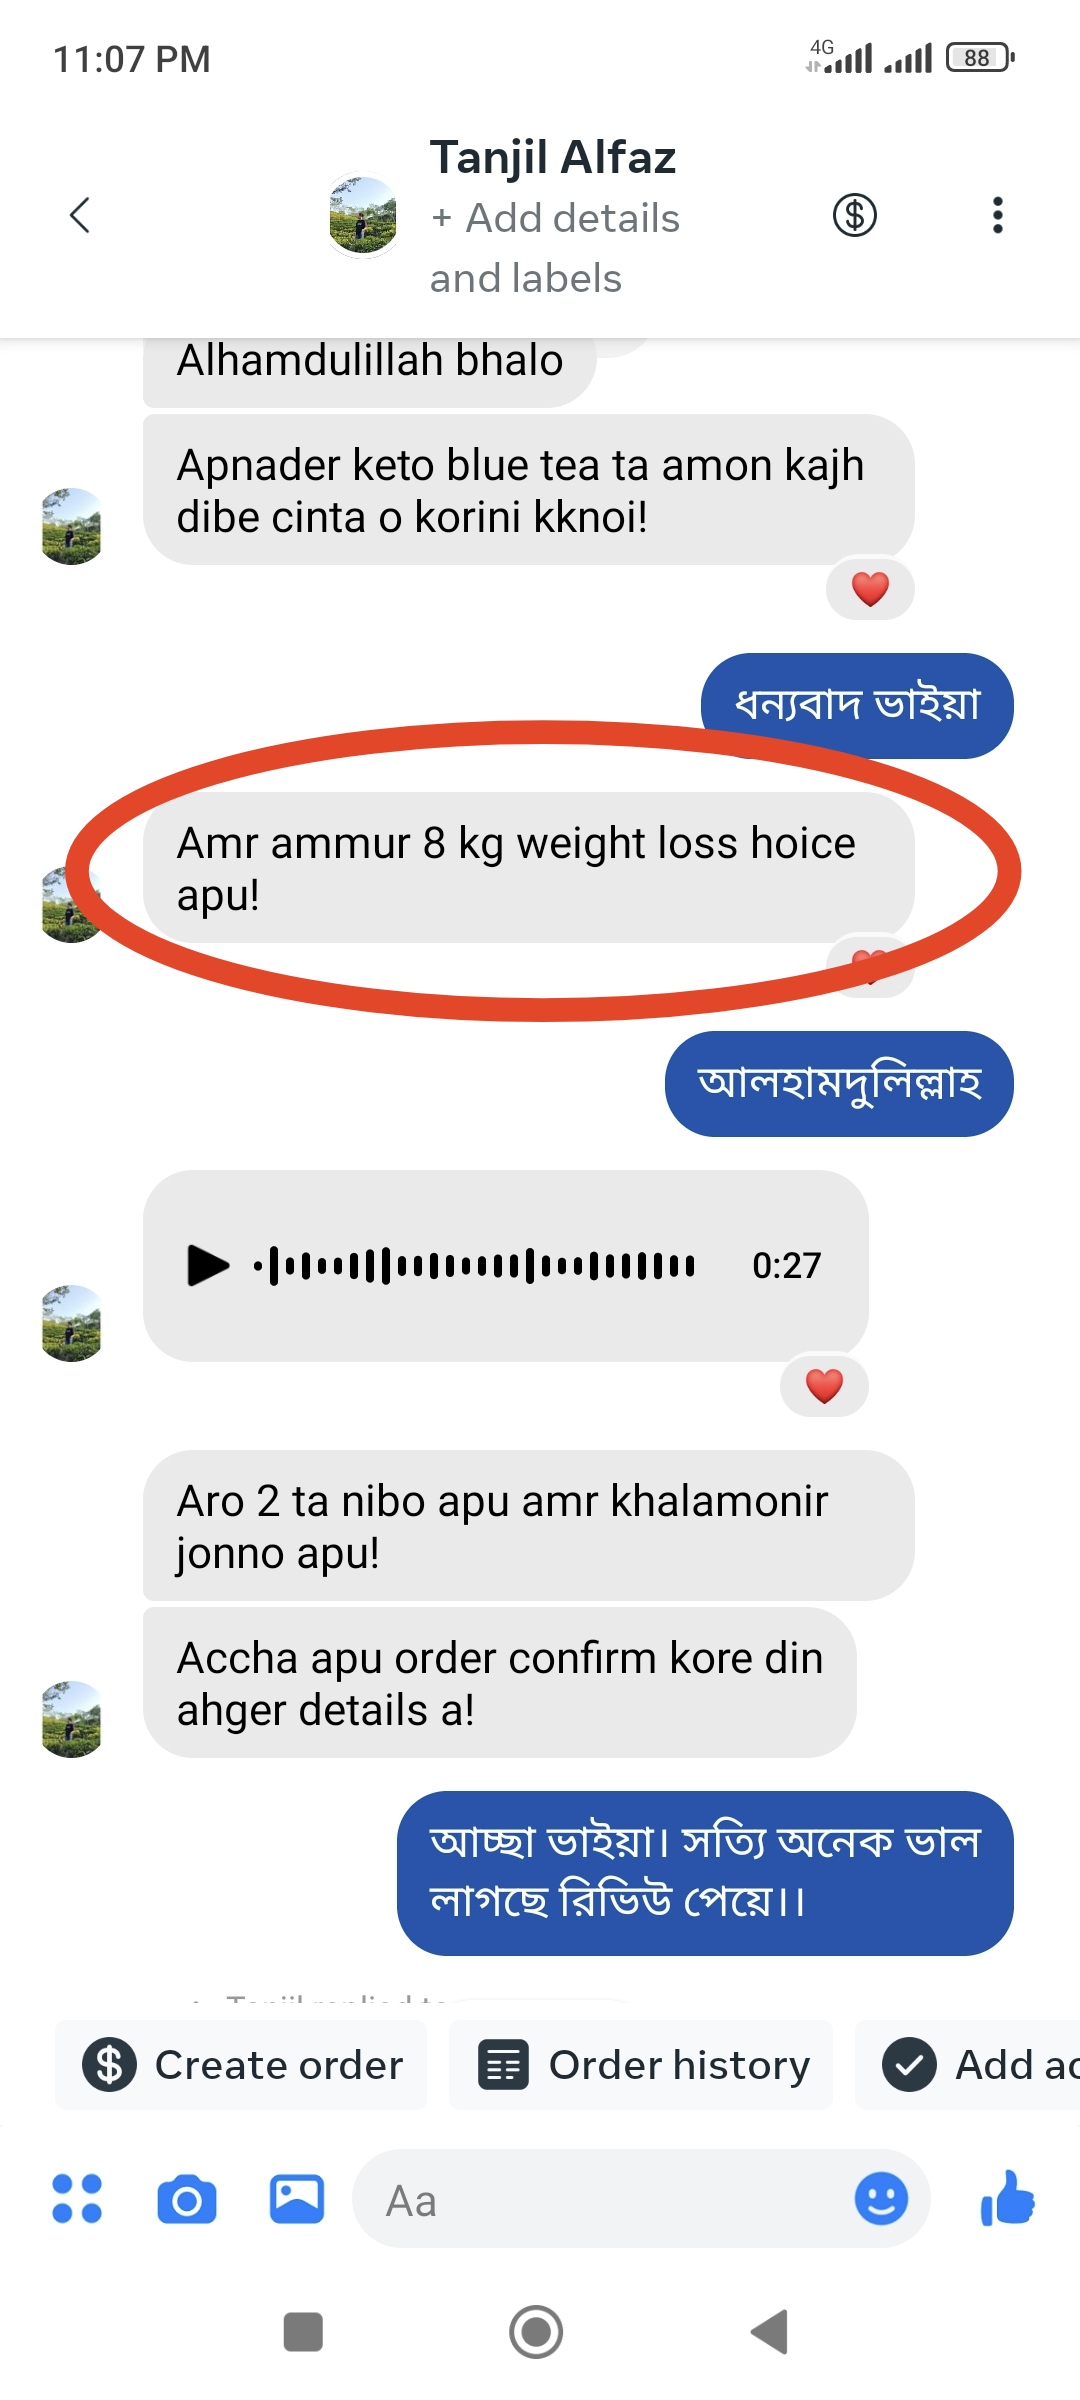 11:07 PM
4G
88
Tanjil Alfaz
+ Add details
and labels
Alhamdulillah bhalo
Apnader keto blue tea ta amon kajh
dibe cinta o korini kknoi!
ধন্যবাদ ভাইয়া
Amr ammur 8 kg weight loss hoice
apu!
আলহামদুলিল্লাহ
0:27
Aro 2 ta nibo apu amr khalamonir
jonno apu!
Accha apu order confirm kore din
ahger details a!
আচ্ছা ভাইয়া। সত্যি অনেক ভাল
লাগছে রিভিউ পেয়ে।।
Tanjil replied to
Create order
Order history
Add ac
Aa